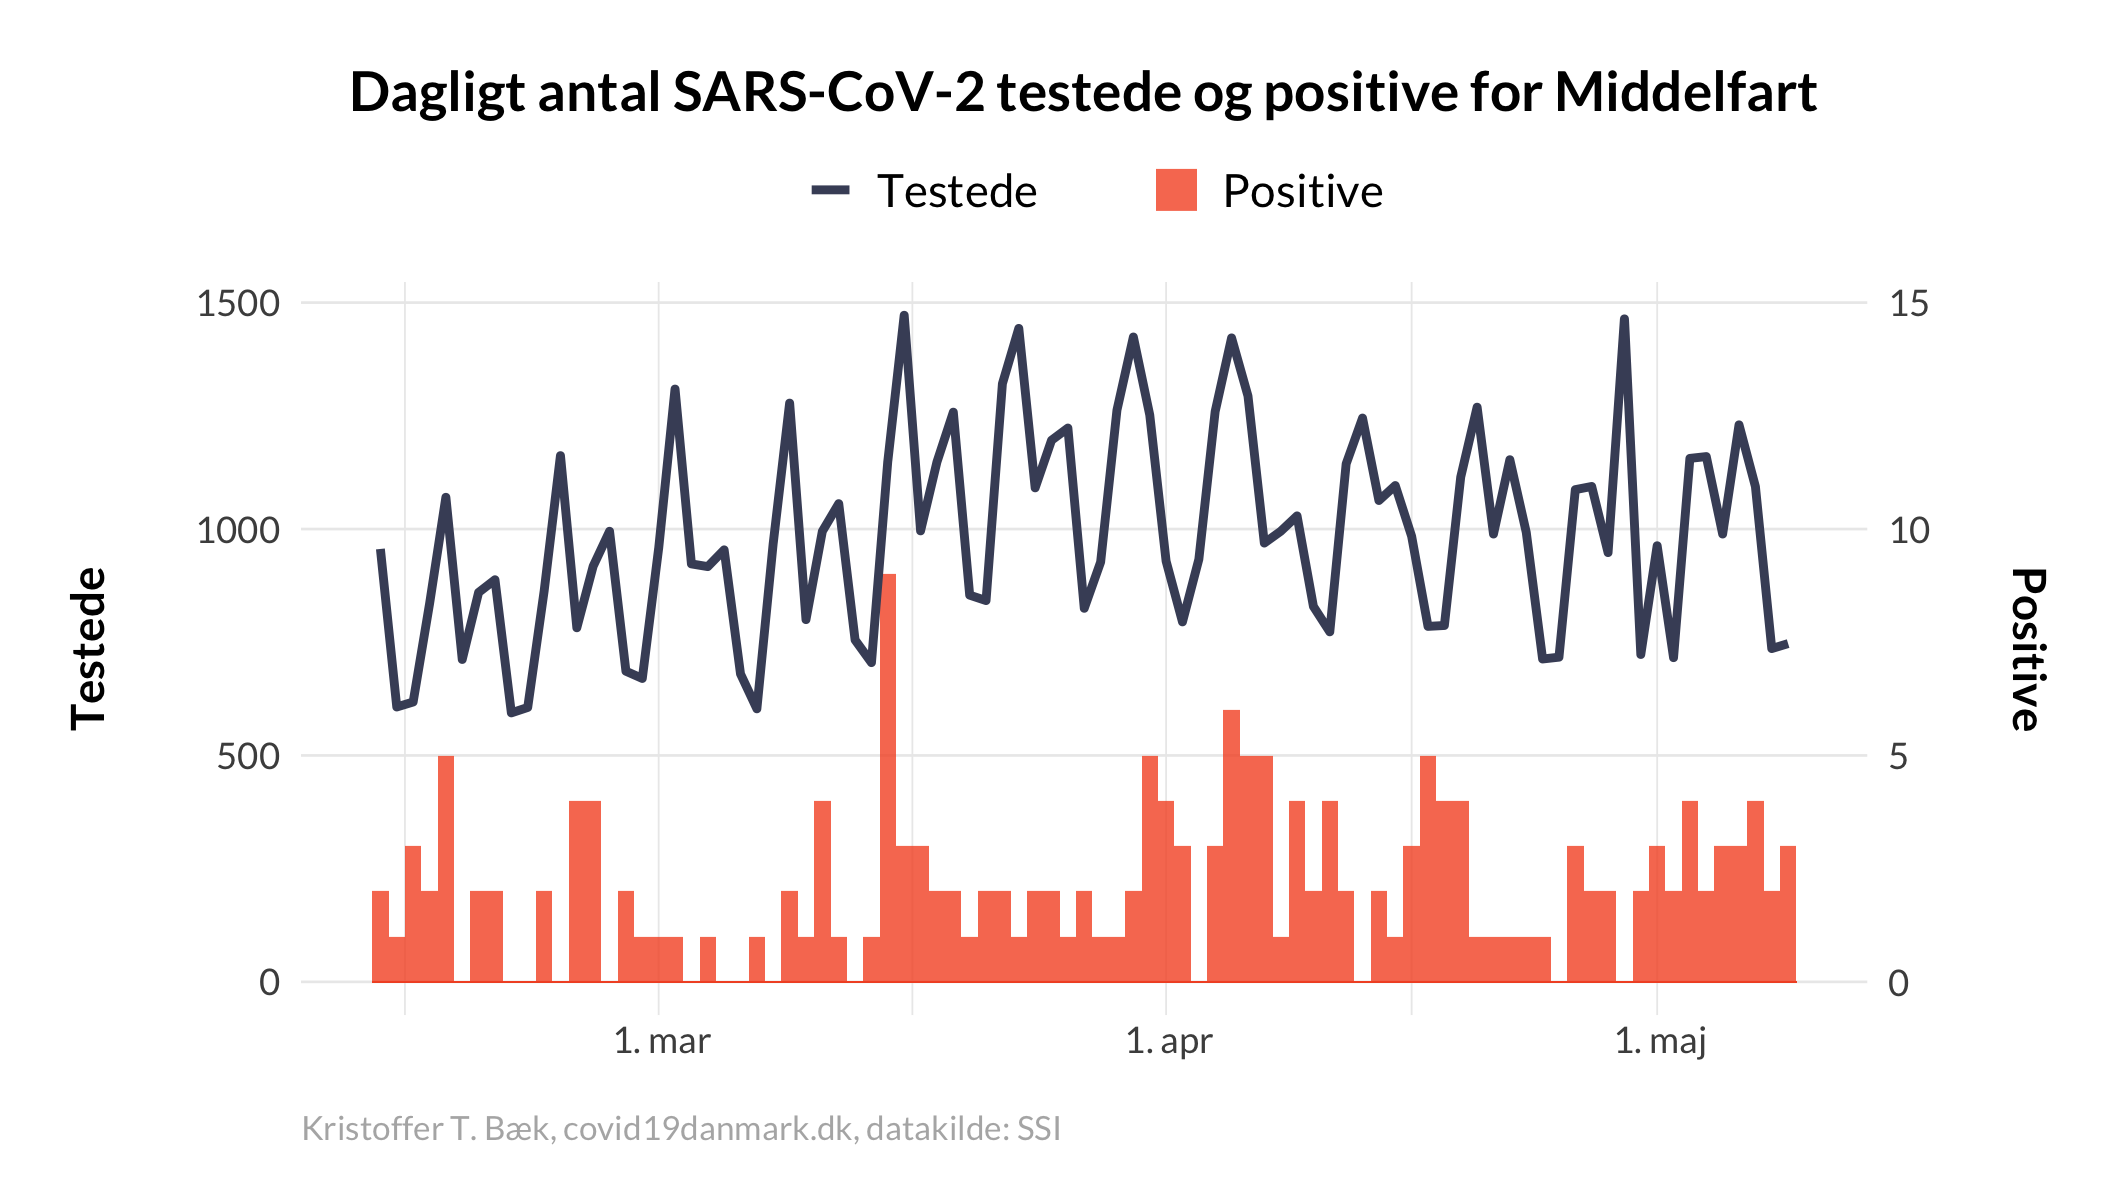 Dagligt antal SARS-CoV-2 testede og positive for Middelfart
Testede Positive
1500 15
1000 10
500 5
0 0
Testede
Positive
1. mar 1. apr 1. maj
Kristoffer T. Bæk, covid19danmark.dk, datakilde: SSI